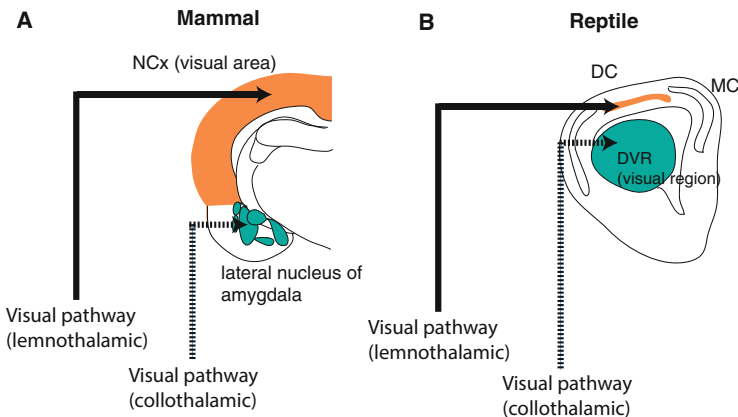 A
Mammal
NCx (visual area)
lateral nucleus of
amygdala
Visual pathway
(lemnothalamic)
Visual pathway
(collothalamic)
B
Reptile
DC
MC
DVR
(visual region)
Visual pathway
(lemnothalamic)
Visual pathway
(collothalamic)